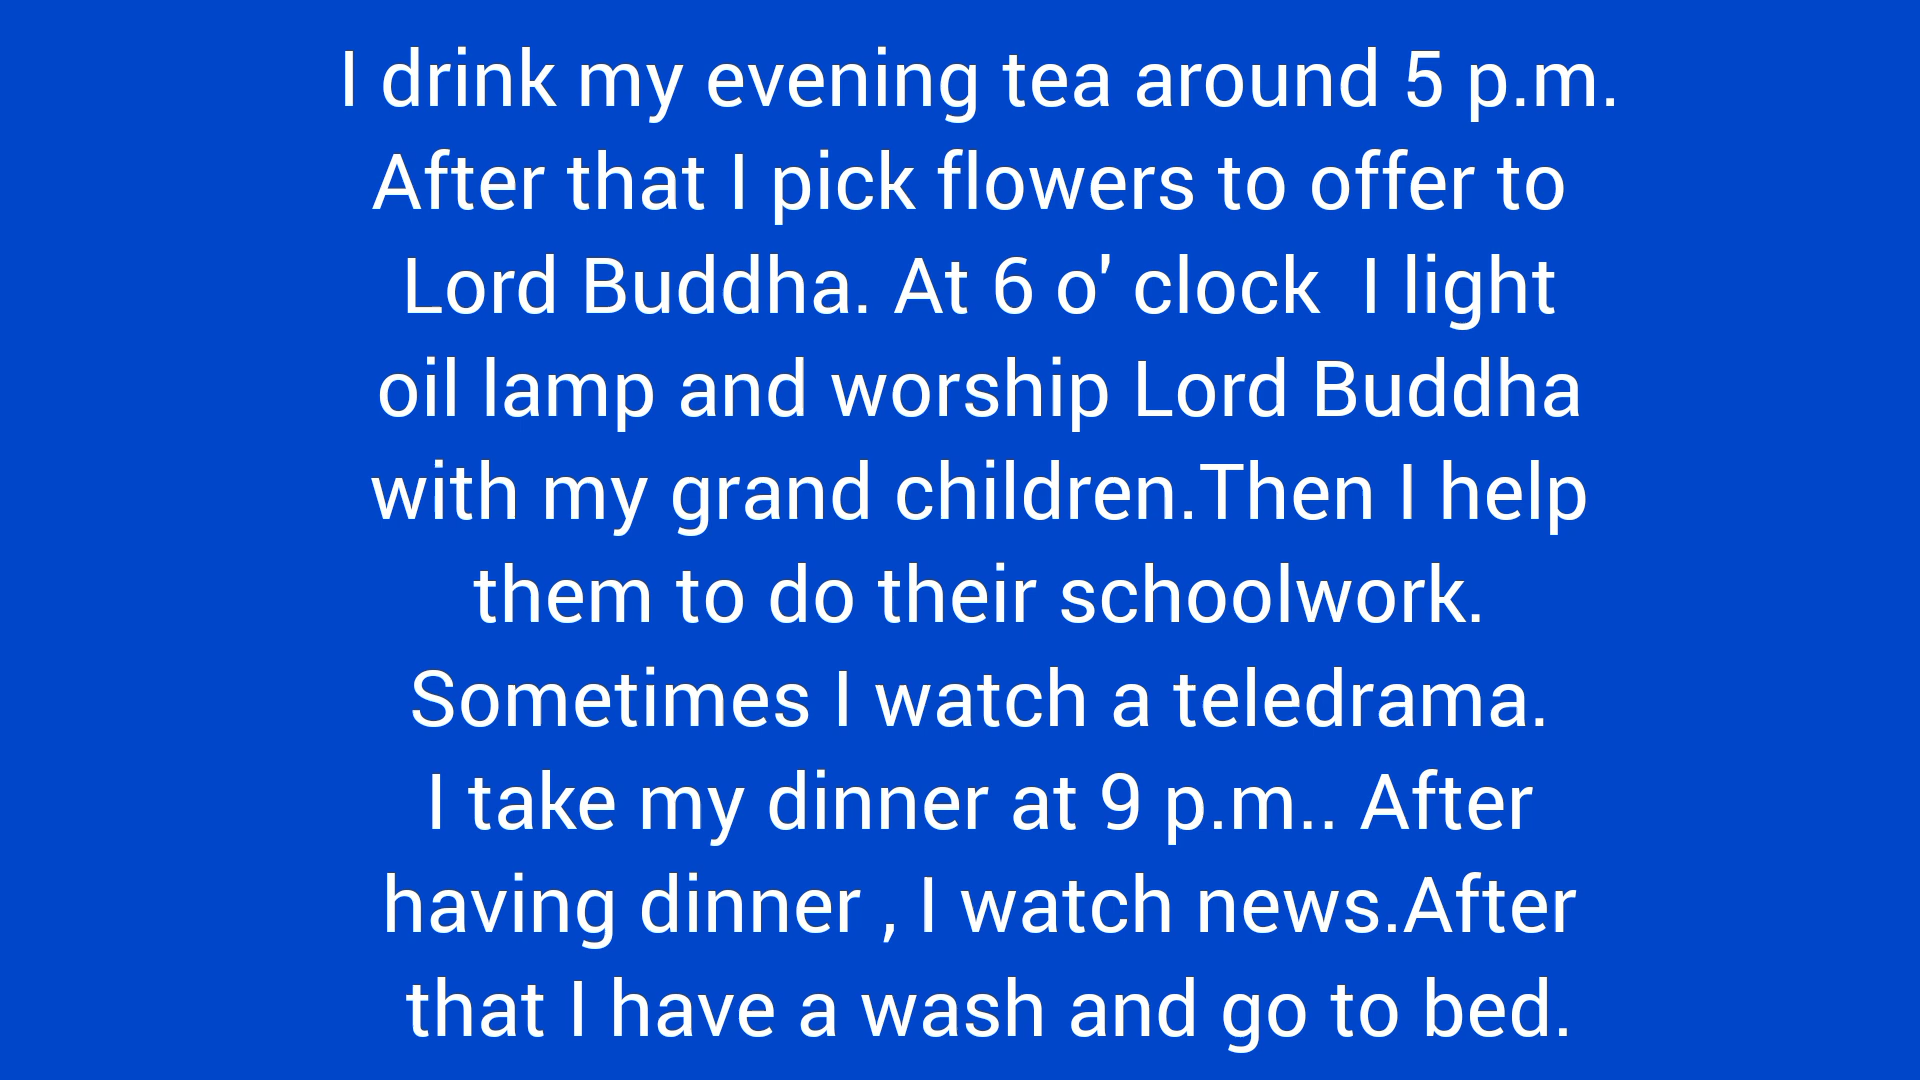 I drink my evening tea around 5 p.m.
After that I pick flowers to offer to
Lord Buddha. At 6 o' clock  I light
oil lamp and worship Lord Buddha
with my grand children.Then I help
them to do their schoolwork.
Sometimes I watch a teledrama.
I take my dinner at 9 p.m.. After
having dinner , I watch news.After
that I have a wash and go to bed.